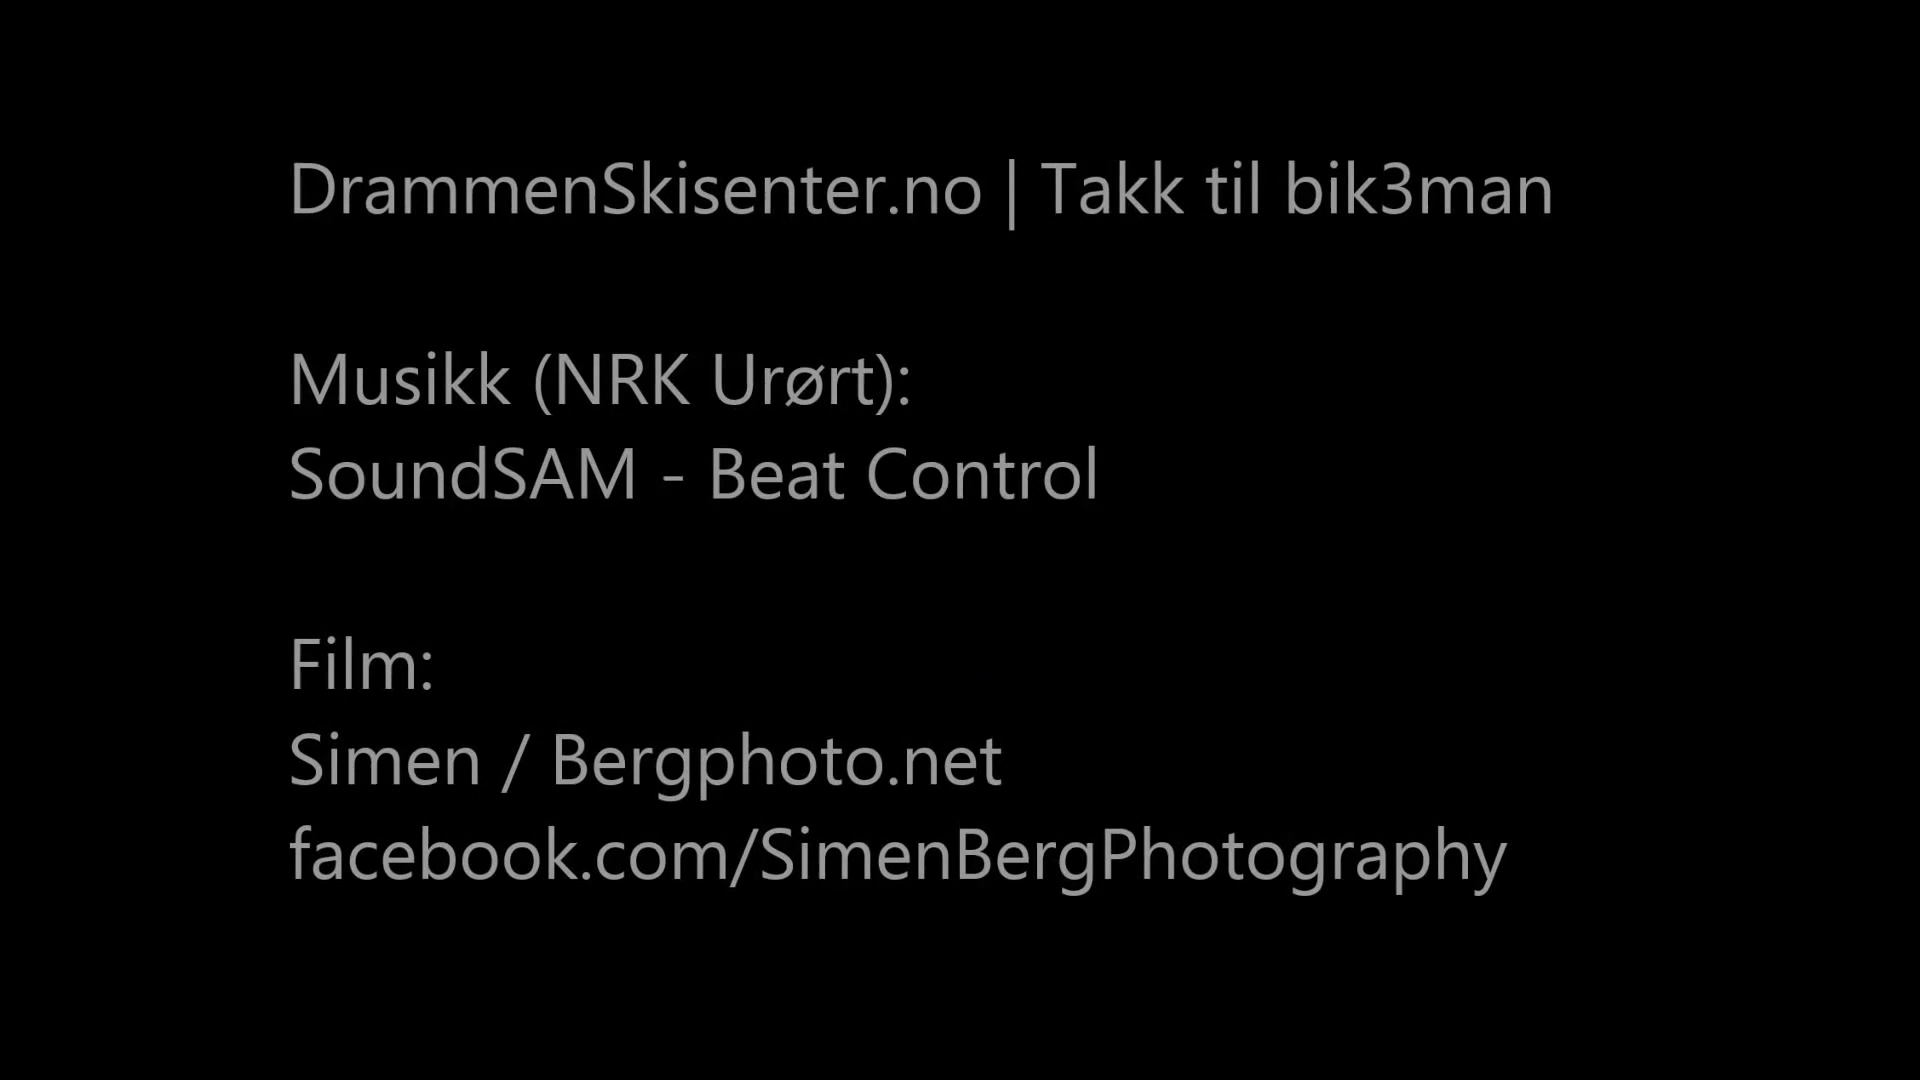 DrammenSkisenter.no | Takk til bik3man
Musikk (NRK Urørt):
SoundSAM - Beat Control
Film:
Simen / Bergphoto.net
facebook.com/SimenBergPhotography